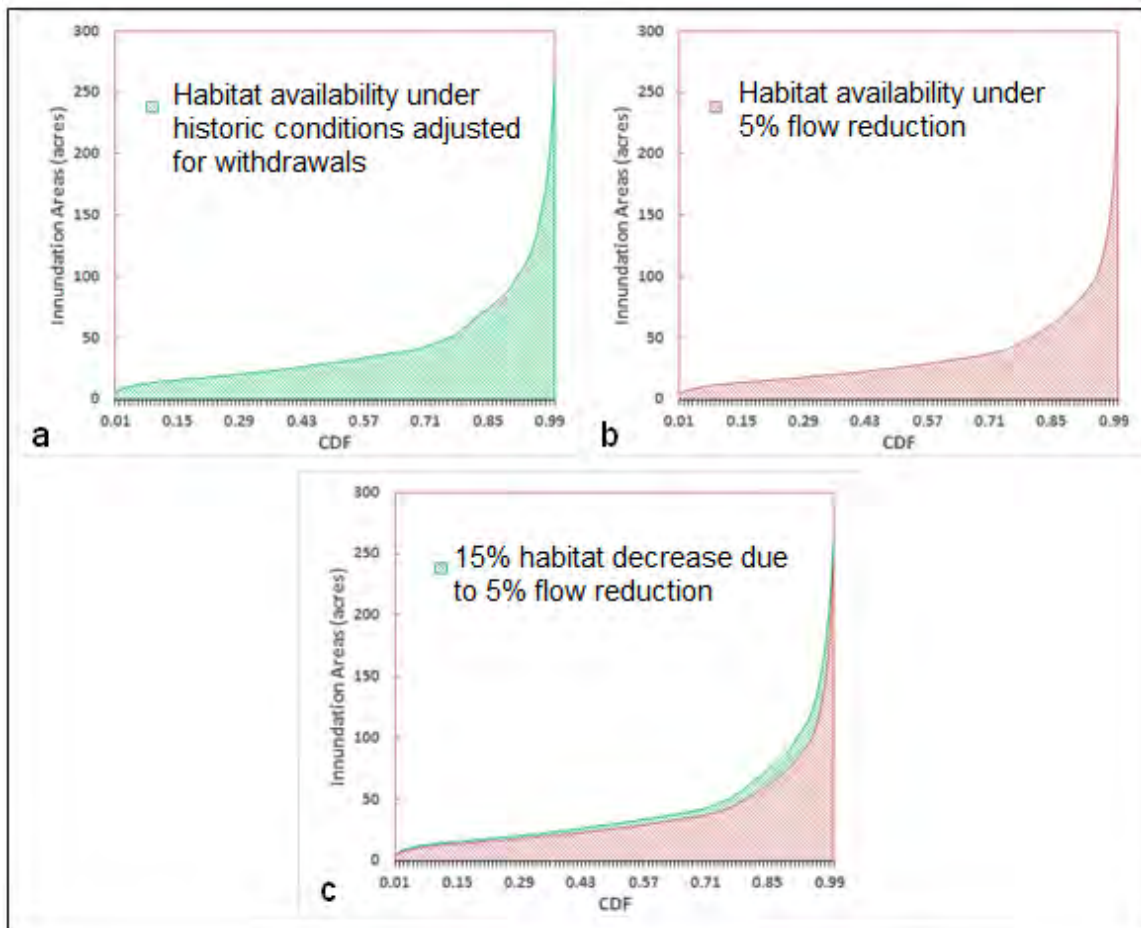 300
250
200
150
100
50
0
Innundation Areas (acres)
Habitat availability under
historic conditions adjusted
for withdrawals
0.01 0.15 0.29 0.43 0.57 0.71 0.85 0.99
CDF
a
300
250
200
150
100
50
0
Innundation Areas (acres)
Habitat availability under
5% flow reduction
0.01 0.15 0.29 0.43 0.57 0.71 0.85 0.99
CDF
b
300
250
200
150
100
50
0
Innundation Areas (acres)
15% habitat decrease due
to 5% flow reduction
0.01 0.15 0.29 0.43 0.57 0.71 0.85 0.99
CDF
c